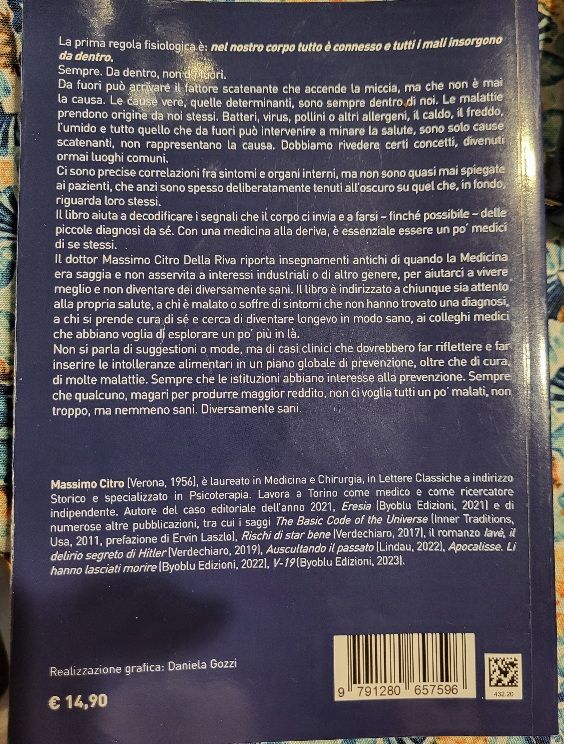 La prima regola fisiologica è: nel nostro corpo tutto è connesso e tutti i mali insorgono
da dentro.
Sempre. Da dentro, non da fuori.
Da fuori può arrivare il fattore scatenante che accende la miccia, ma che non è mai
la causa. Le cause vere, quelle determinanti, sono sempre dentro di noi. Le malattie
prendono origine da noi stessi. Batteri, virus, pollini o altri allergeni, il caldo, il freddo,
l'umido e tutto quello che da fuori può intervenire a minare la salute, sono solo cause
scatenanti, non rappresentano la causa. Dobbiamo rivedere certi concetti, divenuti
ormai luoghi comuni.
Ci sono precise correlazioni fra sintomi e organi interni, ma non sono quasi mai spiegate
ai pazienti, che anzi sono spesso deliberatamente tenuti all'oscuro su quel che, in fondo,
riguarda loro stessi.
Il libro aiuta a decodificare i segnali che il corpo ci invia e a farsi – finché possibile – delle
piccole diagnosi da sé. Con una medicina alla deriva, è essenziale essere un po' medici
di se stessi.
Il dottor Massimo Citro Della Riva riporta insegnamenti antichi di quando la Medicina
era saggia e non asservita a interessi industriali o di altro genere, per aiutarci a vivere
meglio e non diventare dei diversamente sani. Il libro è indirizzato a chiunque sia attento
alla propria salute, a chi è malato o soffre di sintomi che non hanno trovato una diagnosi,
a chi si prende cura di sé e cerca di diventare longevo in modo sano, ai colleghi medici
che abbiano voglia di esplorare un po' più in là.
Non si parla di suggestioni o mode, ma di casi clinici che dovrebbero far riflettere e far
inserire le intolleranze alimentari in un piano globale di prevenzione, oltre che di cura,
di molte malattie. Sempre che le istituzioni abbiano interesse alla prevenzione. Sempre
che qualcuno, magari per produrre maggior reddito, non ci voglia tutti un po' malati, non
troppo, ma nemmeno sani. Diversamente sani.
Massimo Citro (Verona, 1956), è laureato in Medicina e Chirurgia, in Lettere Classiche a indirizzo
Storico e specializzato in Psicoterapia. Lavora a Torino come medico e come ricercatore
indipendente. Autore del caso editoriale dell'anno 2021, Eresia (Byoblu Edizioni, 2021) e di
numerose altre pubblicazioni, tra cui i saggi The Basic Code of the Universe (Inner Traditions,
Usa, 2011, prefazione di Ervin Laszlo), Rischi di star bene (Verdechiaro, 2017), il romanzo Iavé, il
delirio segreto di Hitler (Verdechiaro, 2019), Auscultando il passato (Lindau, 2022), Apocalisse. Li
hanno lasciati morire (Byoblu Edizioni, 2022), V-19 (Byoblu Edizioni, 2023).
Realizzazione grafica: Daniela Gozzi
€ 14,90
9 791280 657596
432.20